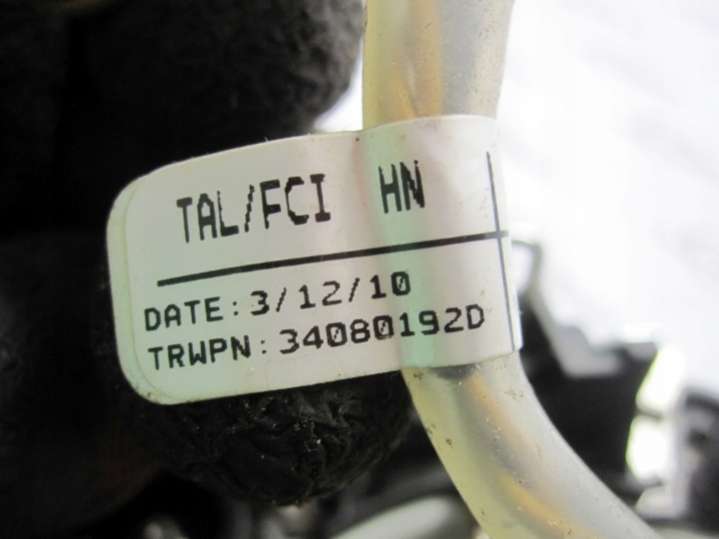 TAL/FCI HN
DATE:3/12/10
TRWPN:34080192D